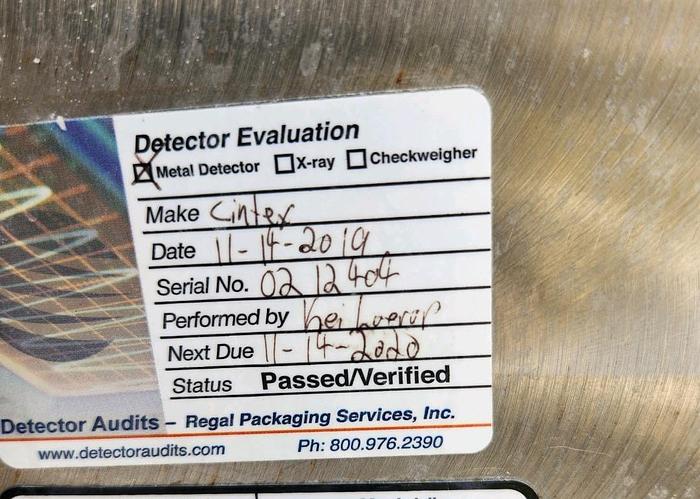 Detector Evaluation
Metal Detector X-ray Checkweigher
Make Cintex
Date 11-14-2019
Serial No. 0212404
Performed by
Next Due 11-14-2020
Status Passed/Verified
Detector Audits – Regal Packaging Services, Inc.
www.detectoraudits.com Ph: 800.976.2390